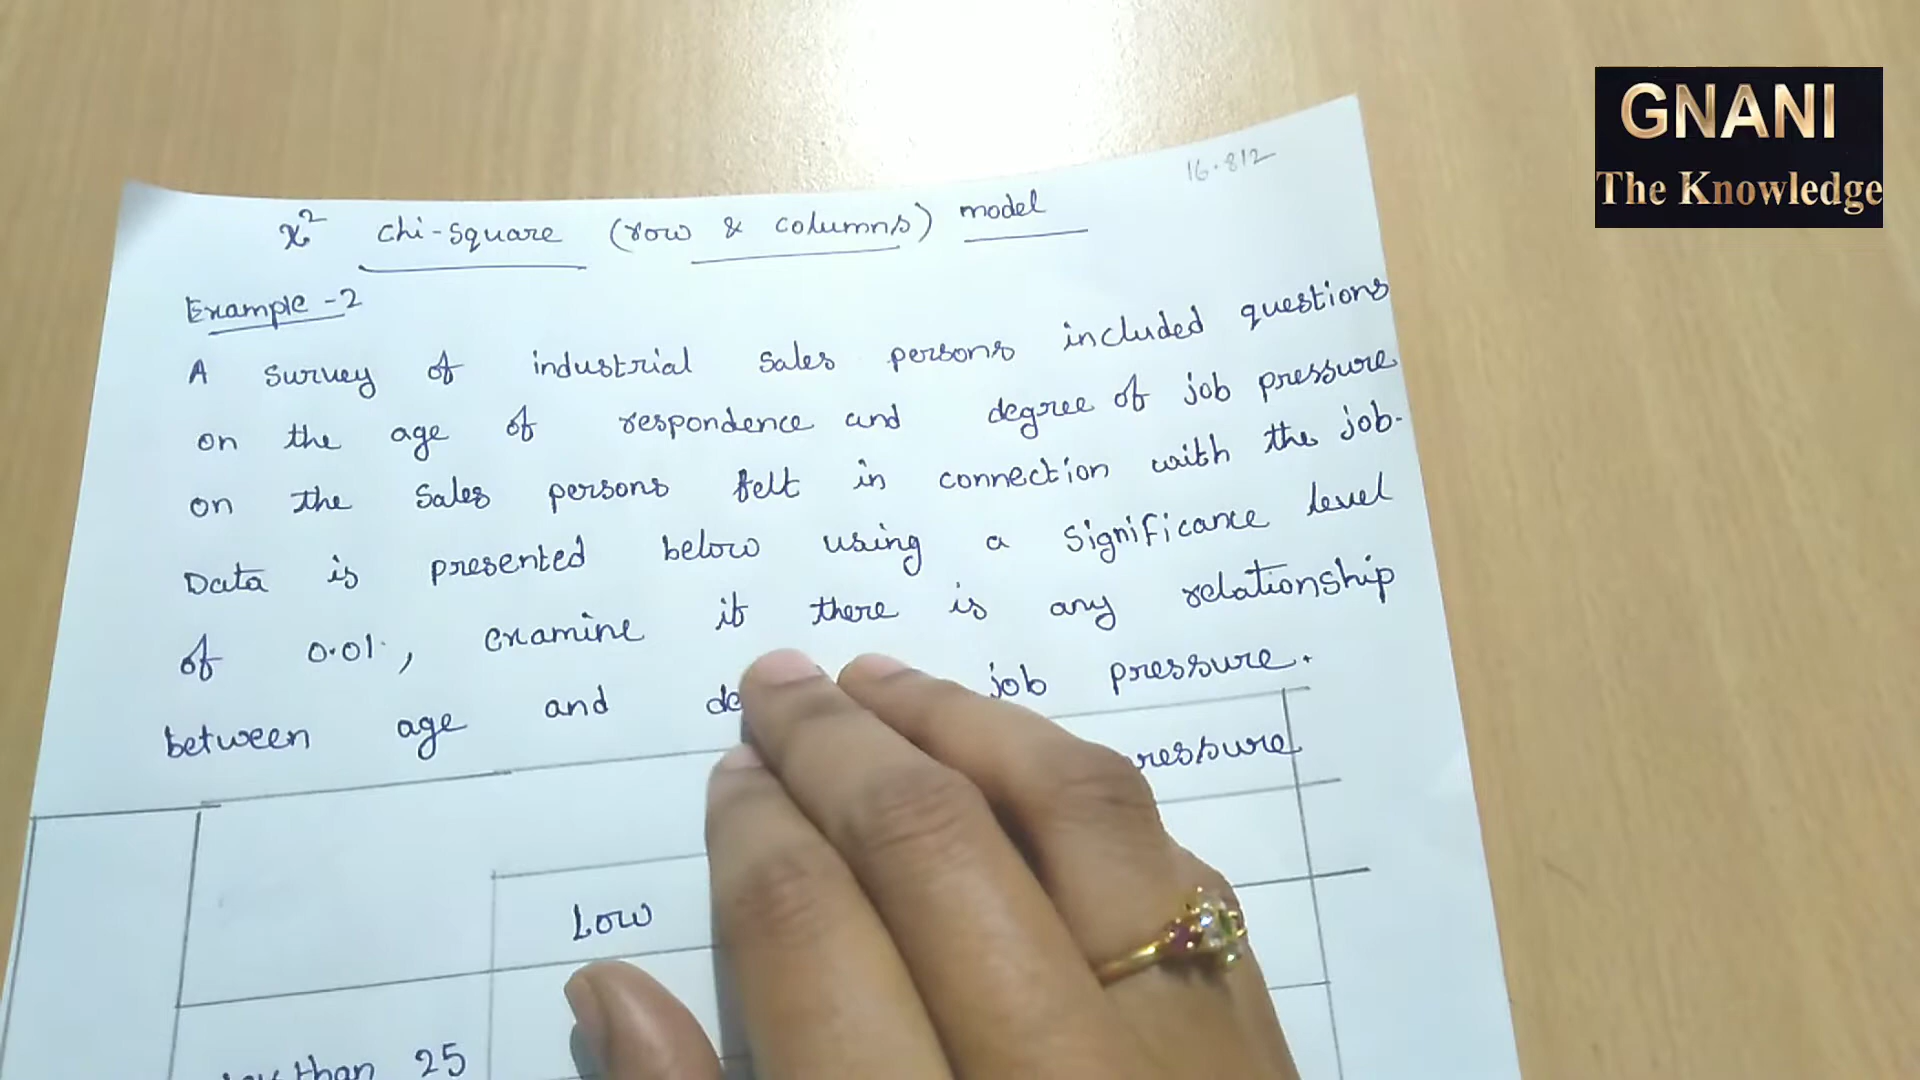 GNANI
The Knowledge
16.812
x² chi-square (row & columns) model
Example -2
A survey of industrial sales persons included questions
on the age of respondence and degree of job pressure
on the sales persons felt in connection with the job.
Data is presented below using a significance level
of 0.01, examine if there is any relationship
between age and job pressure.
Low
than 25